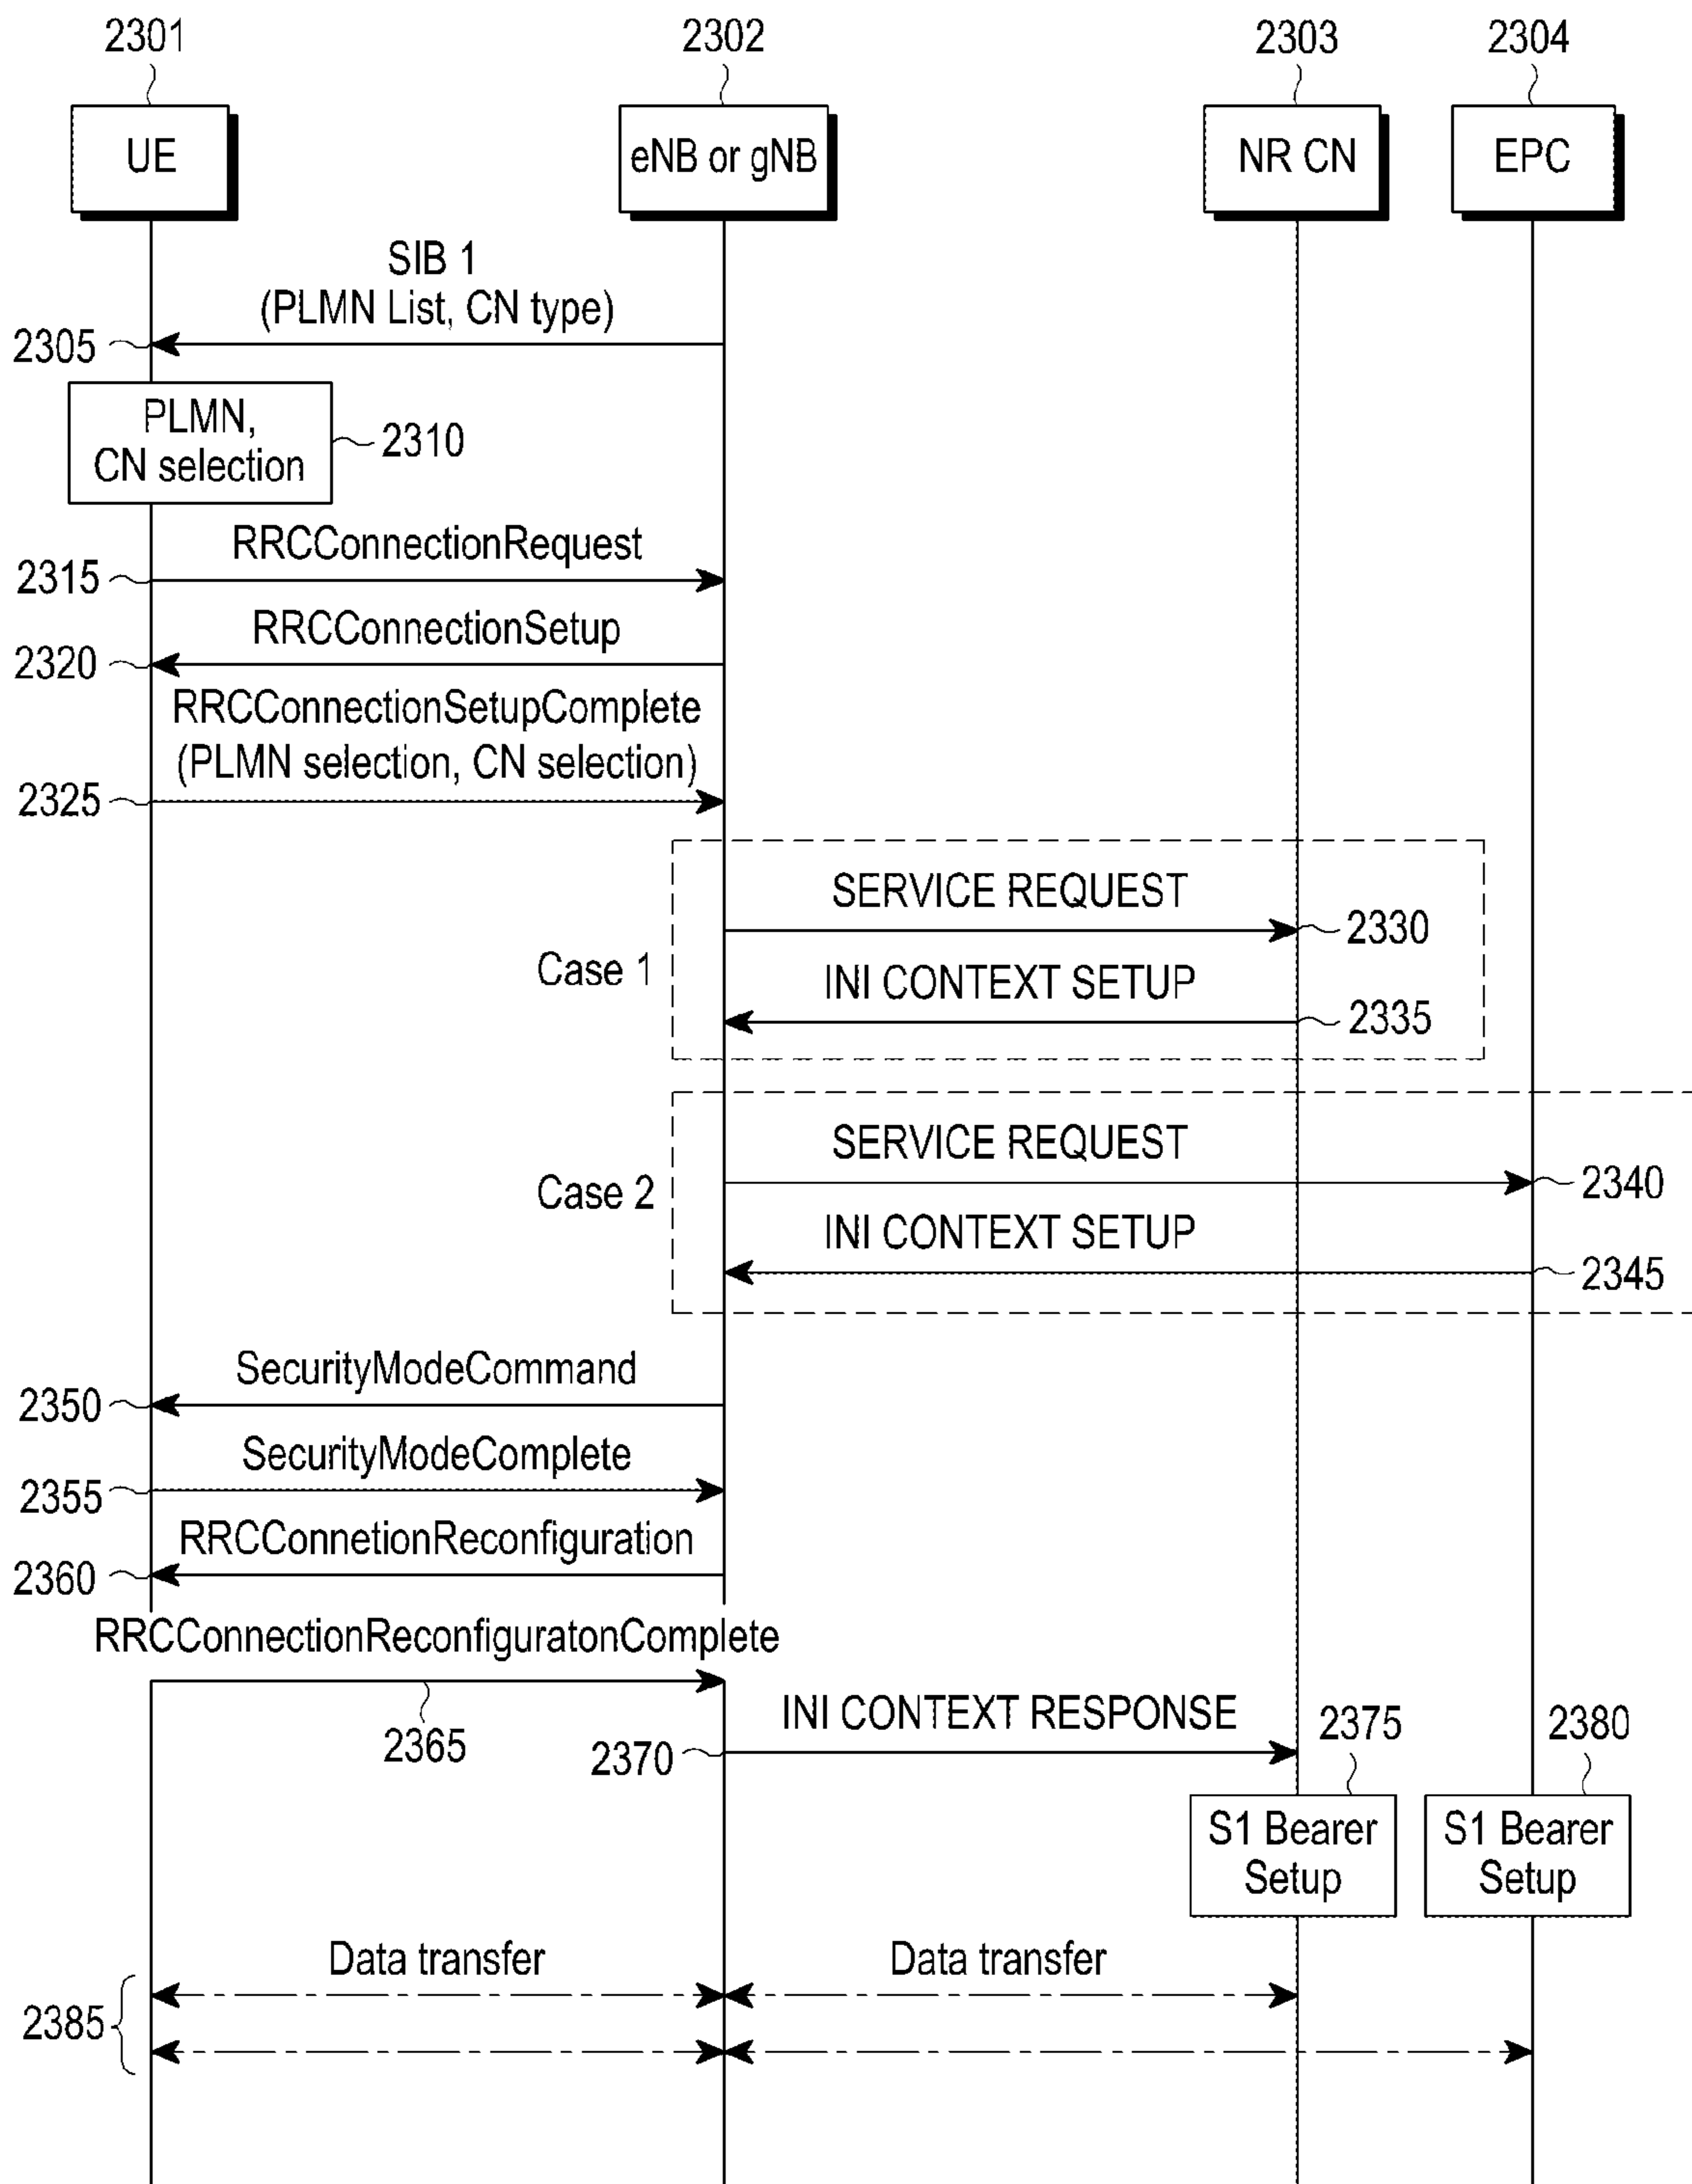 2301
2302
2303
2304
UE
eNB or gNB
NR CN
EPC
SIB 1
(PLMN List, CN type)
2305
PLMN,
CN selection
2310
RRCConnectionRequest
2315
RRCConnectionSetup
2320
RRCConnectionSetupComplete
(PLMN selection, CN selection)
2325
SERVICE REQUEST
2330
Case 1
INI CONTEXT SETUP
2335
SERVICE REQUEST
2340
Case 2
INI CONTEXT SETUP
2345
SecurityModeCommand
2350
SecurityModeComplete
2355
RRCConnetionReconfiguration
2360
RRCConnectionReconfiguratonComplete
2365
INI CONTEXT RESPONSE
2370
2375
2380
S1 Bearer
Setup
S1 Bearer
Setup
Data transfer
Data transfer
2385